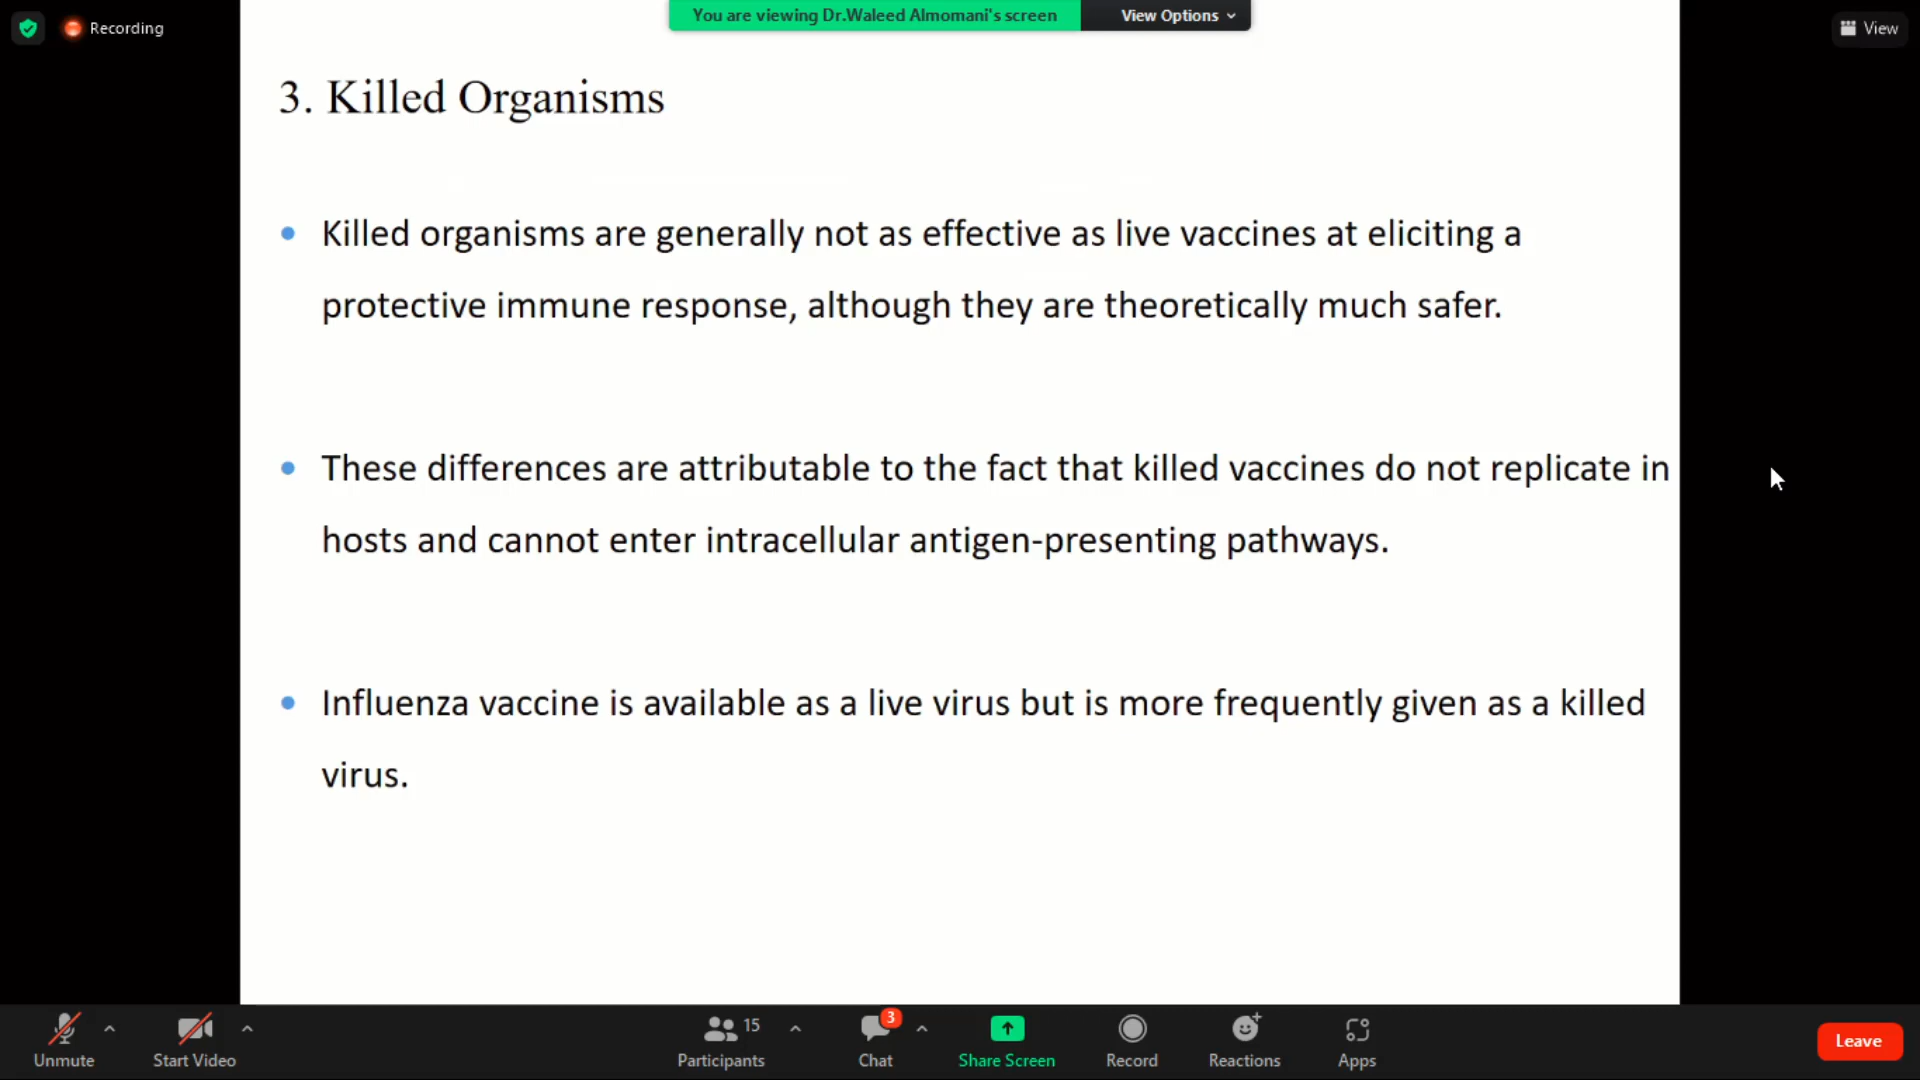 Recording
You are viewing Dr.Waleed Almomani's screen
View Options
View
3. Killed Organisms
• Killed organisms are generally not as effective as live vaccines at eliciting a
protective immune response, although they are theoretically much safer.
• These differences are attributable to the fact that killed vaccines do not replicate in
hosts and cannot enter intracellular antigen-presenting pathways.
• Influenza vaccine is available as a live virus but is more frequently given as a killed
virus.
Unmute
Start Video
15
Participants
3
Chat
Share Screen
Record
Reactions
Apps
Leave